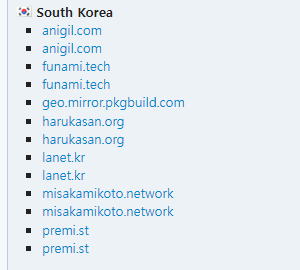 South Korea
anigil.com
anigil.com
funami.tech
funami.tech
geo.mirror.pkgbuild.com
harukasan.org
harukasan.org
lanet.kr
lanet.kr
misakamikoto.network
misakamikoto.network
premi.st
premi.st